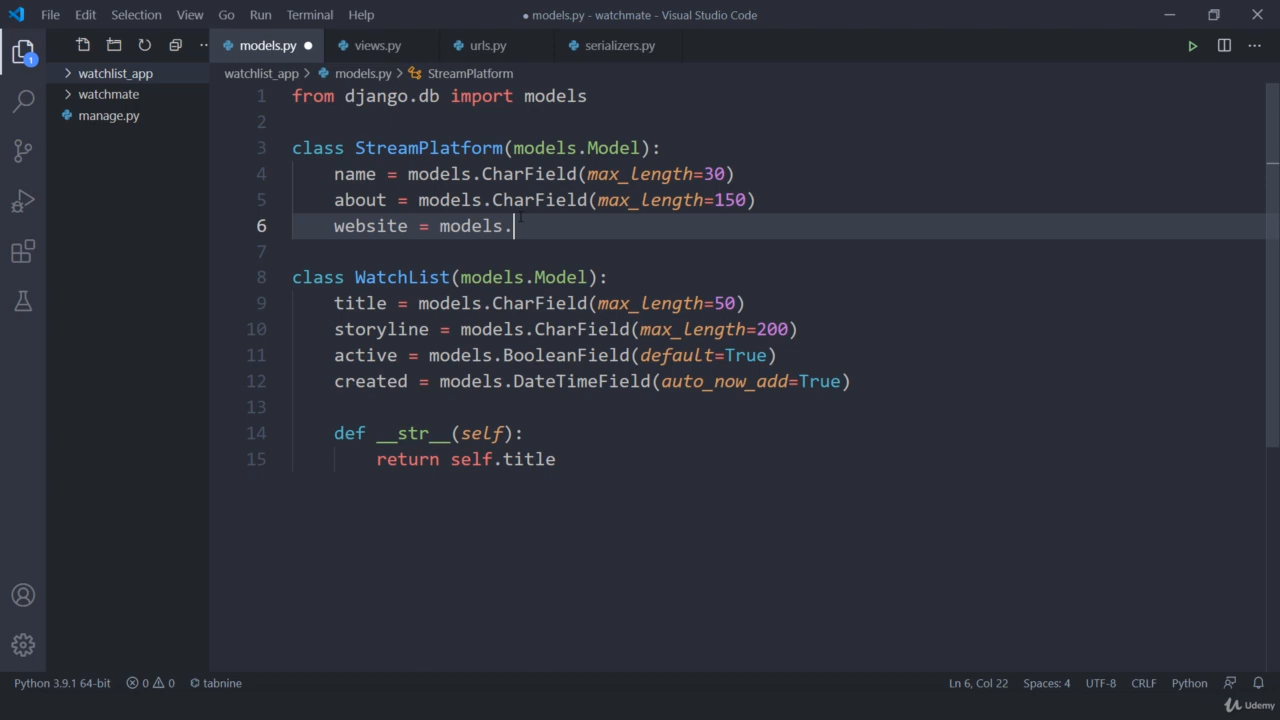 File Edit Selection View Go Run Terminal Help ● models.py - watchmate - Visual Studio Code
models.py ● views.py urls.py serializers.py
1
watchlist_app
watchmate
manage.py
watchlist_app > models.py > StreamPlatform
1 from django.db import models
2
3 class StreamPlatform(models.Model):
4 name = models.CharField(max_length=30)
5 about = models.CharField(max_length=150)
6 website = models.
7
8 class WatchList(models.Model):
9 title = models.CharField(max_length=50)
10 storyline = models.CharField(max_length=200)
11 active = models.BooleanField(default=True)
12 created = models.DateTimeField(auto_now_add=True)
13
14 def __str__(self):
15 return self.title
Python 3.9.1 64-bit 0 0 tabnine Ln 6, Col 22 Spaces: 4 UTF-8 CRLF Python
Udemy